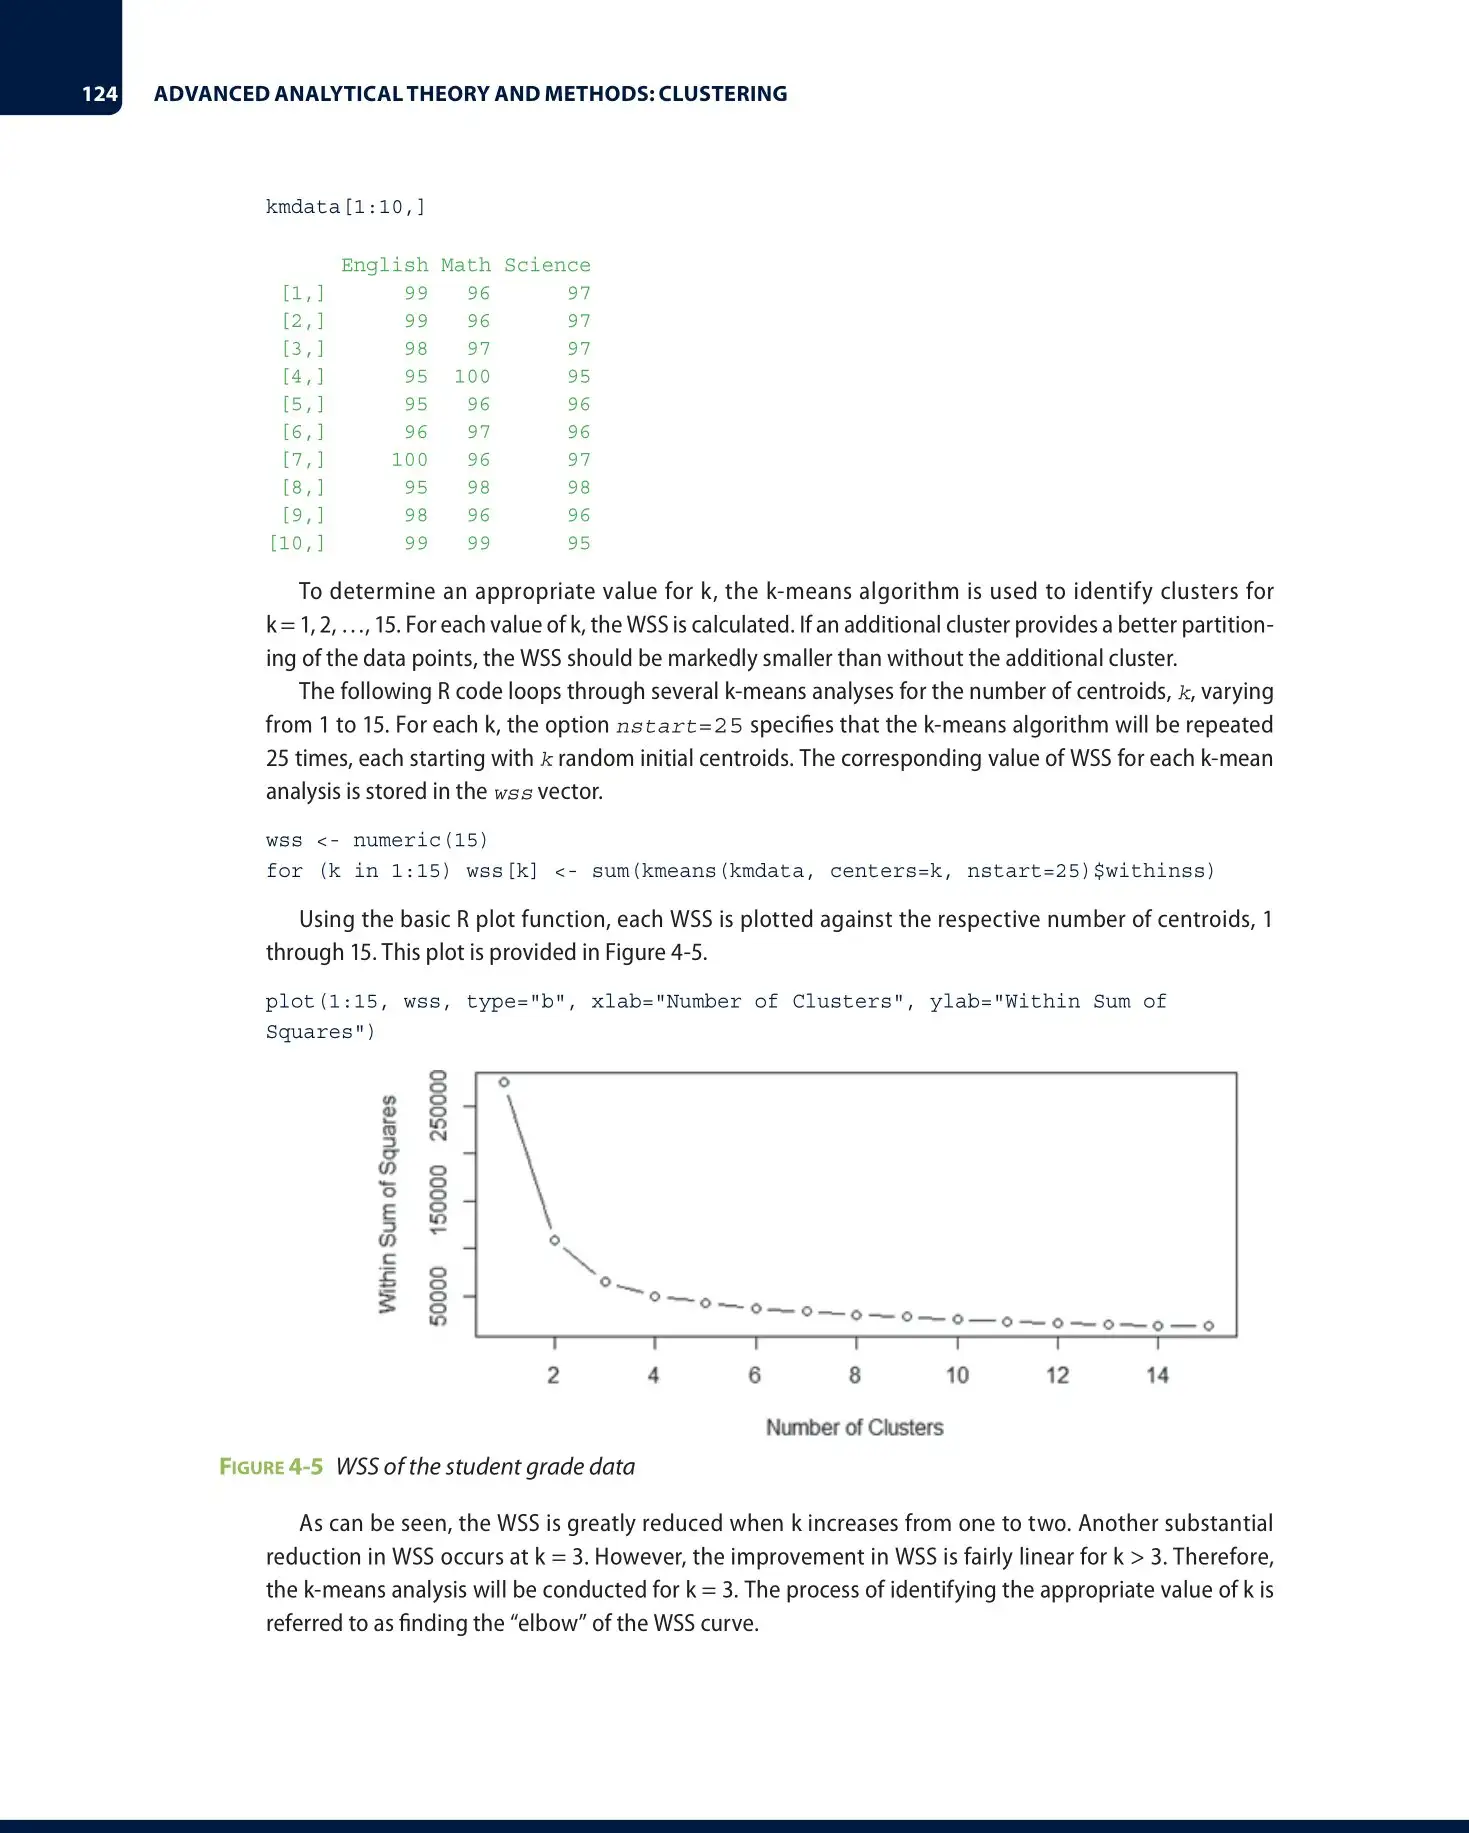 124 ADVANCED ANALYTICAL THEORY AND METHODS: CLUSTERING
kmdata[1:10,]
English Math Science
[1,] 99 96 97
[2,] 99 96 97
[3,] 98 97 97
[4,] 95 100 95
[5,] 95 96 96
[6,] 96 97 96
[7,] 100 96 97
[8,] 95 98 98
[9,] 98 96 96
[10,] 99 99 95
To determine an appropriate value for k, the k-means algorithm is used to identify clusters for
k = 1, 2, …, 15. For each value of k, the WSS is calculated. If an additional cluster provides a better partition-
ing of the data points, the WSS should be markedly smaller than without the additional cluster.
The following R code loops through several k-means analyses for the number of centroids, k, varying
from 1 to 15. For each k, the option nstart=25 specifies that the k-means algorithm will be repeated
25 times, each starting with k random initial centroids. The corresponding value of WSS for each k-mean
analysis is stored in the wss vector.
wss <- numeric(15)
for (k in 1:15) wss[k] <- sum(kmeans(kmdata, centers=k, nstart=25)$withinss)
Using the basic R plot function, each WSS is plotted against the respective number of centroids, 1
through 15. This plot is provided in Figure 4-5.
plot(1:15, wss, type="b", xlab="Number of Clusters", ylab="Within Sum of
Squares")
Within Sum of Squares
50000 150000 250000
2 4 6 8 10 12 14
Number of Clusters
FIGURE 4-5 WSS of the student grade data
As can be seen, the WSS is greatly reduced when k increases from one to two. Another substantial
reduction in WSS occurs at k = 3. However, the improvement in WSS is fairly linear for k > 3. Therefore,
the k-means analysis will be conducted for k = 3. The process of identifying the appropriate value of k is
referred to as finding the “elbow” of the WSS curve.